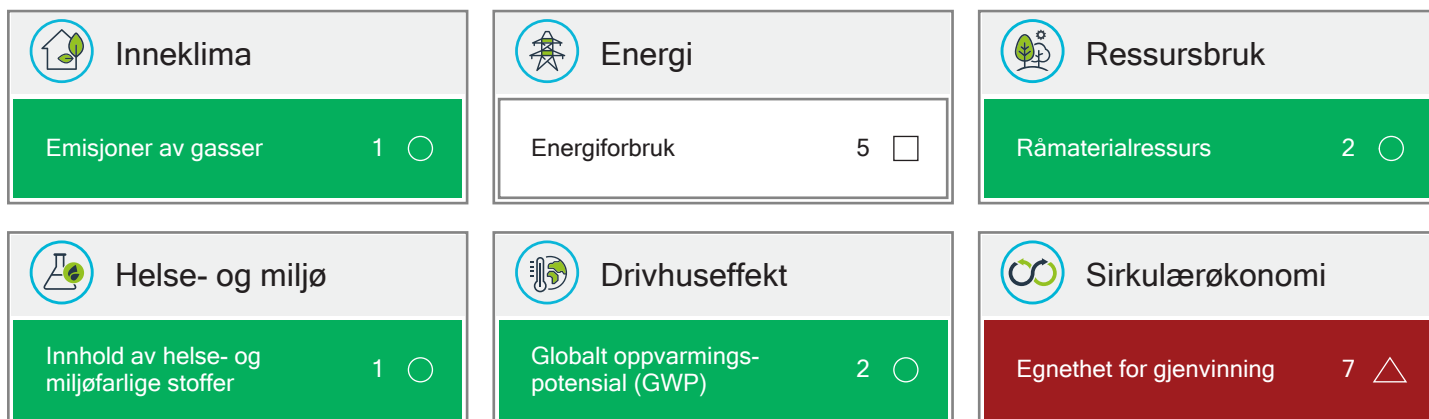 Inneklima
Emisjoner av gasser 1
Energi
Energiforbruk 5
Ressursbruk
Råmaterialressurs 2
Helse- og miljø
Innhold av helse- og
miljøfarlige stoffer 1
Drivhuseffekt
Globalt oppvarmings-
potensial (GWP) 2
Sirkulærøkonomi
Egnethet for gjenvinning 7